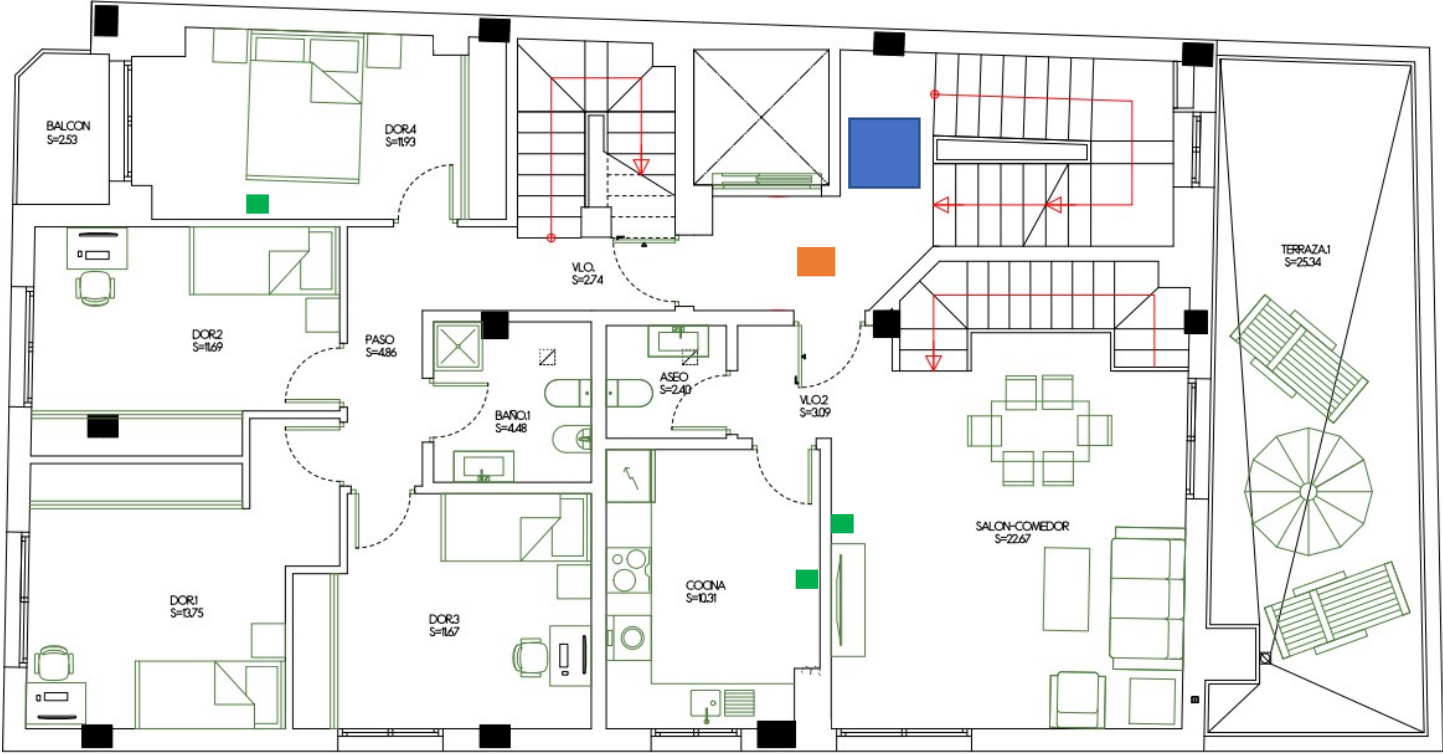 BALCON
S=2.53
DOR.4
S=11.93
VLO.
S=2.74
TERRAZA.1
S=25.34
DOR.2
S=11.69
PASO
S=4.86
ASEO
S=2.40
VLO.2
S=3.09
BAÑO.1
S=4.48
SALON-COMEDOR
S=22.67
COCINA
S=10.31
DOR.1
S=13.75
DOR.3
S=11.67